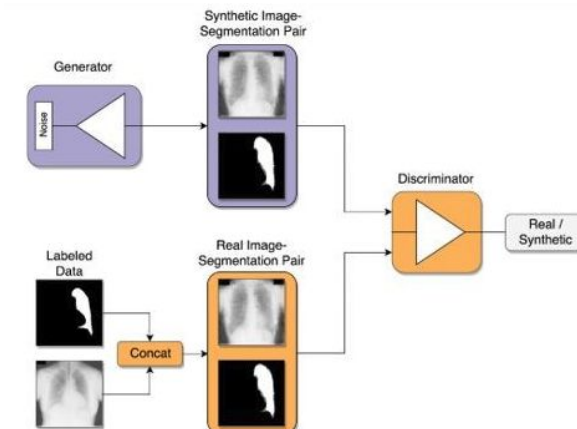 Synthetic Image-
Segmentation Pair
Generator
Noise
Discriminator
Real /
Synthetic
Labeled
Data
Real Image-
Segmentation Pair
Concat